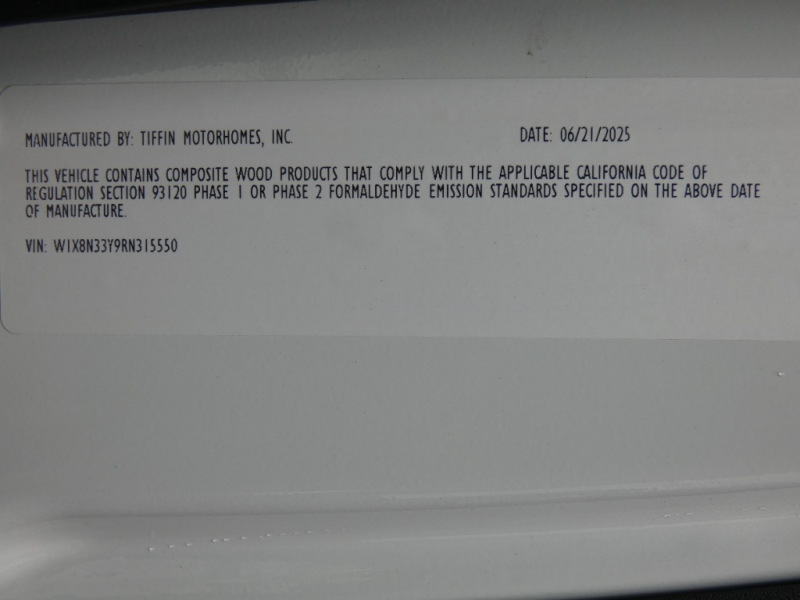 MANUFACTURED BY: TIFFIN MOTORHOMES, INC. DATE: 06/21/2025
THIS VEHICLE CONTAINS COMPOSITE WOOD PRODUCTS THAT COMPLY WITH THE APPLICABLE CALIFORNIA CODE OF
REGULATION SECTION 93120 PHASE 1 OR PHASE 2 FORMALDEHYDE EMISSION STANDARDS SPECIFIED ON THE ABOVE DATE
OF MANUFACTURE.
VIN: W1X8N33Y9RN315550